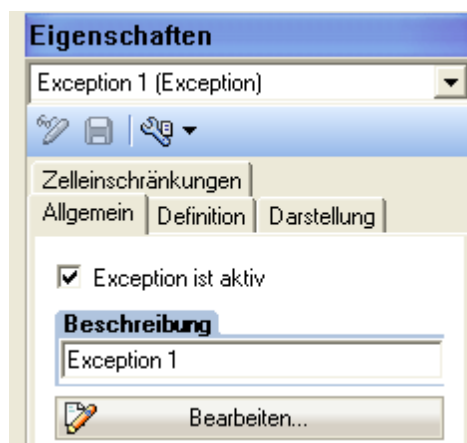 Eigenschaften
Exception 1 (Exception)
Zelleinschränkungen
Allgemein Definition Darstellung
Exception ist aktiv
Beschreibung
Exception 1
Bearbeiten...